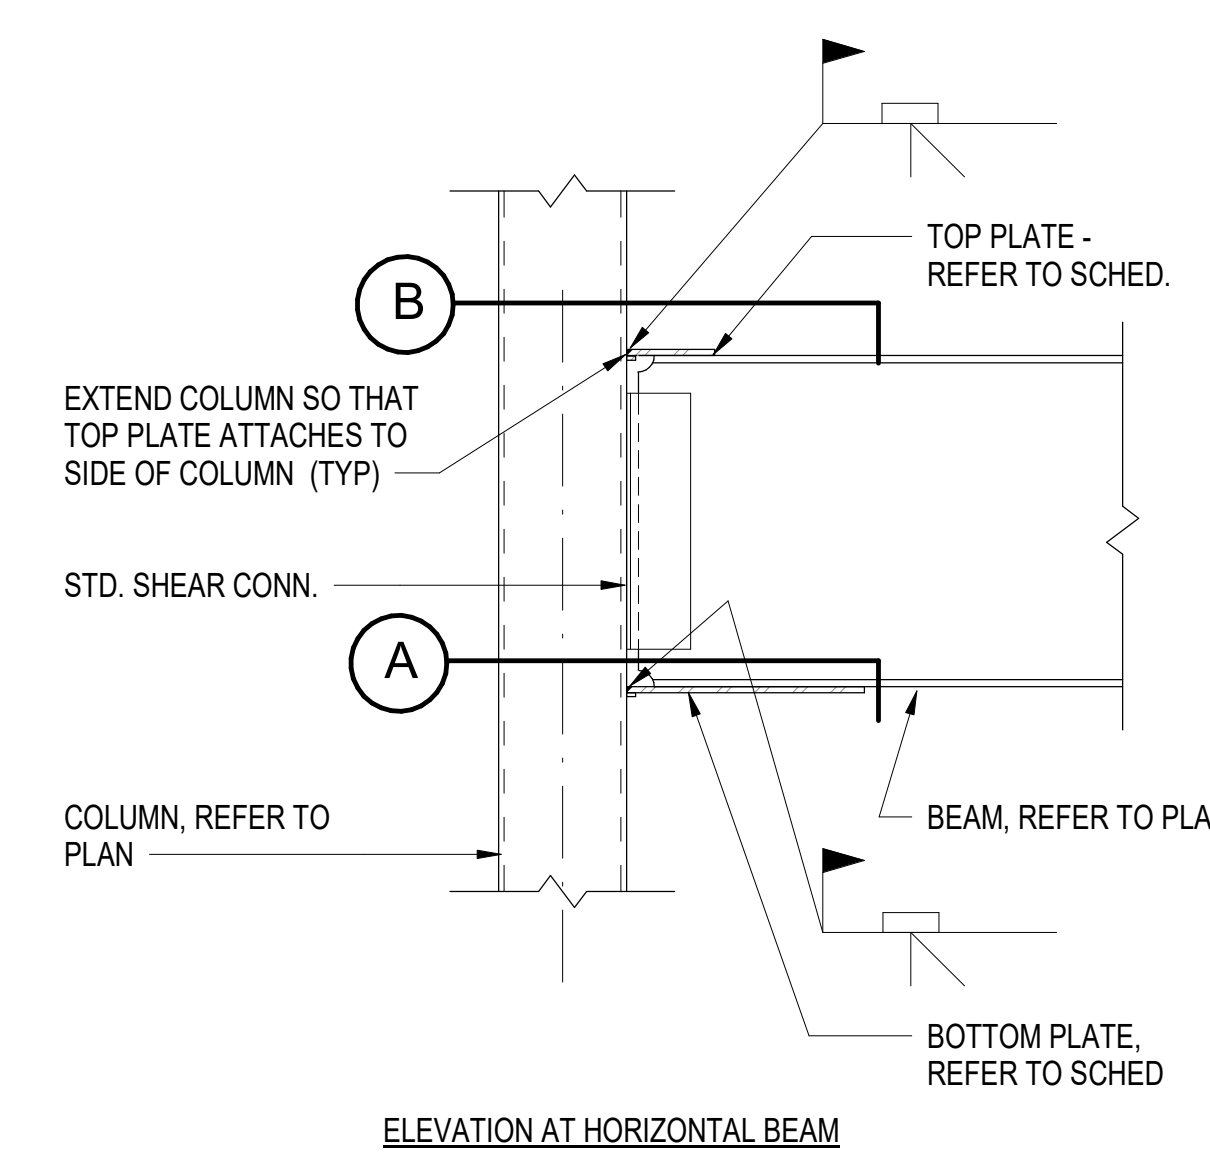 TOP PLATE -
REFER TO SCHED.
B
EXTEND COLUMN SO THAT
TOP PLATE ATTACHES TO
SIDE OF COLUMN (TYP)
STD. SHEAR CONN.
A
COLUMN, REFER TO
PLAN
BEAM, REFER TO PLA
BOTTOM PLATE,
REFER TO SCHED
ELEVATION AT HORIZONTAL BEAM